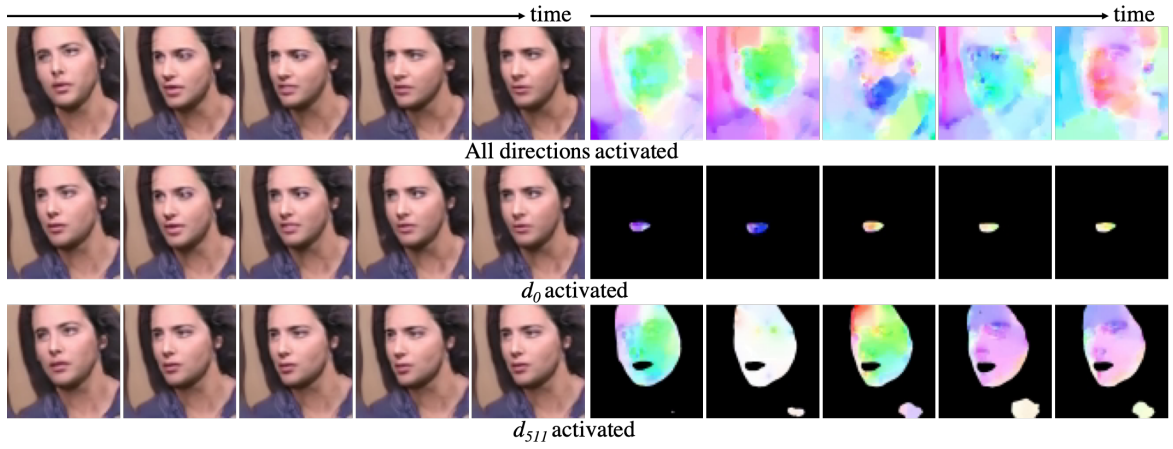 time
time
All directions activated
d₀ activated
d₅₁₁ activated